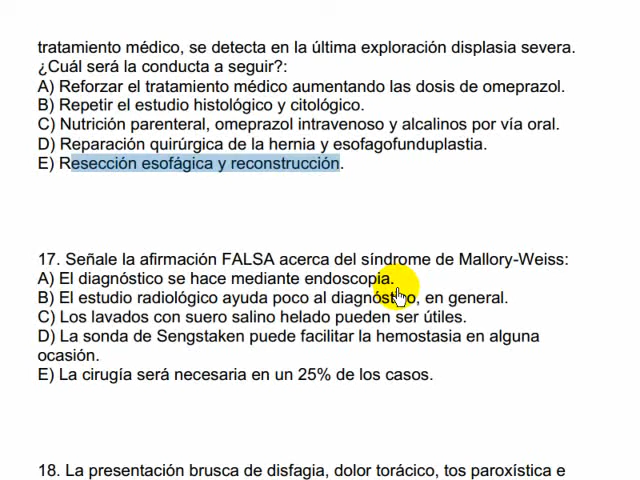 tratamiento médico, se detecta en la última exploración displasia severa.
¿Cuál será la conducta a seguir?:
A) Reforzar el tratamiento médico aumentando las dosis de omeprazol.
B) Repetir el estudio histológico y citológico.
C) Nutrición parenteral, omeprazol intravenoso y alcalinos por vía oral.
D) Reparación quirúrgica de la hernia y esofagofunduplastia.
E) Resección esofágica y reconstrucción.
17. Señale la afirmación FALSA acerca del síndrome de Mallory-Weiss:
A) El diagnóstico se hace mediante endoscopia.
B) El estudio radiológico ayuda poco al diagnóstico, en general.
C) Los lavados con suero salino helado pueden ser útiles.
D) La sonda de Sengstaken puede facilitar la hemostasia en alguna
ocasión.
E) La cirugía será necesaria en un 25% de los casos.
18. La presentación brusca de disfagia, dolor torácico, tos paroxística e